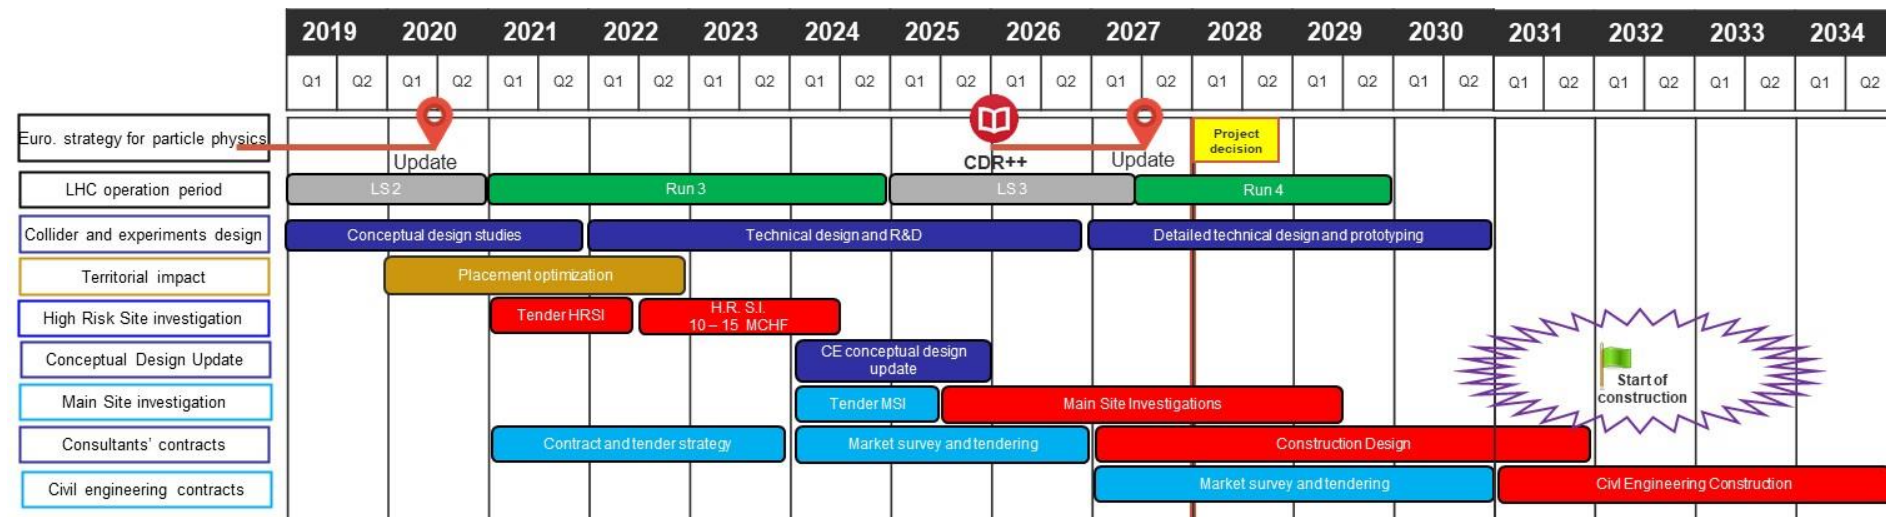 2019 2020 2021 2022 2023 2024 2025 2026 2027 2028 2029 2030 2031 2032 2033 2034
Q1 Q2 Q1 Q2 Q1 Q2 Q1 Q2 Q1 Q2 Q1 Q2 Q1 Q2 Q1 Q2 Q1 Q2 Q1 Q2 Q1 Q2 Q1 Q2 Q1 Q2 Q1 Q2 Q1 Q2 Q1 Q2
Euro. strategy for particle physics
Update
CDR++
Update
Project
decision
LHC operation period
LS 2
Run 3
LS 3
Run 4
Collider and experiments design
Conceptual design studies
Technical design and R&D
Detailed technical design and prototyping
Territorial impact
Placement optimization
High Risk Site investigation
Tender HRSI
H.R. S.I.
10 – 15 MCHF
Conceptual Design Update
CE conceptual design
update
Start of
construction
Main Site investigation
Tender MSI
Main Site Investigations
Consultants' contracts
Contract and tender strategy
Market survey and tendering
Construction Design
Civil engineering contracts
Market survey and tendering
Civl Engineering Construction